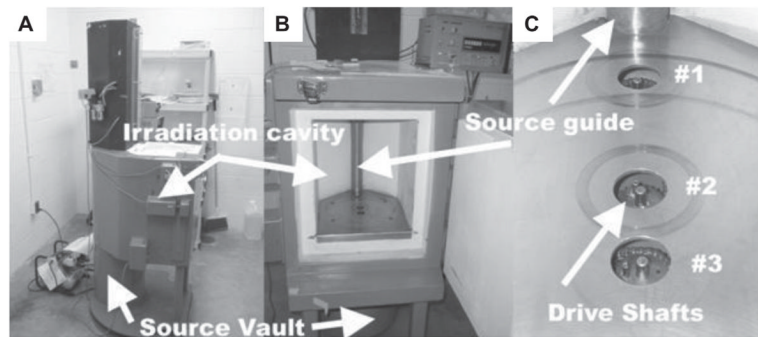 A
B
C
#1
Irradiation cavity
Source guide
#2
#3
Source Vault
Drive Shafts